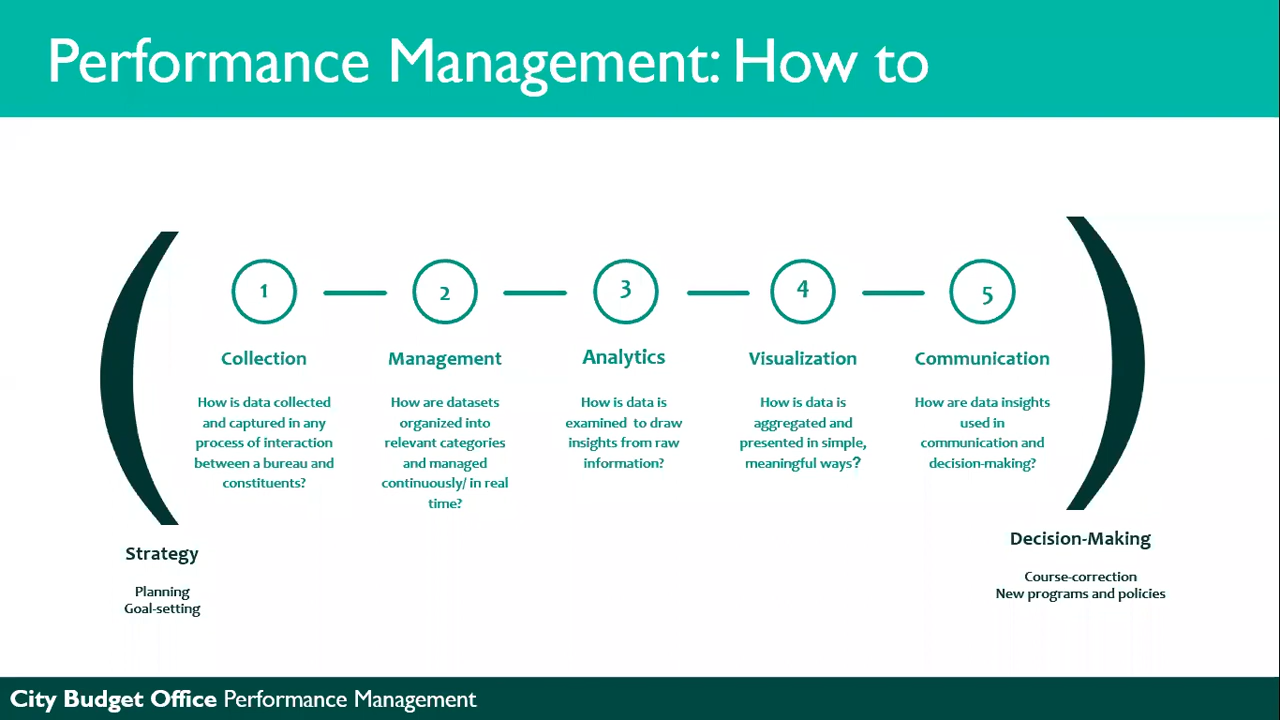 Performance Management: How to
1
2
3
4
5
Collection
How is data collected
and captured in any
process of interaction
between a bureau and
constituents?
Management
How are datasets
organized into
relevant categories
and managed
continuously/ in real
time?
Analytics
How is data is
examined to draw
insights from raw
information?
Visualization
How is data is
aggregated and
presented in simple,
meaningful ways?
Communication
How are data insights
used in
communication and
decision-making?
Strategy
Planning
Goal-setting
Decision-Making
Course-correction
New programs and policies
City Budget Office Performance Management